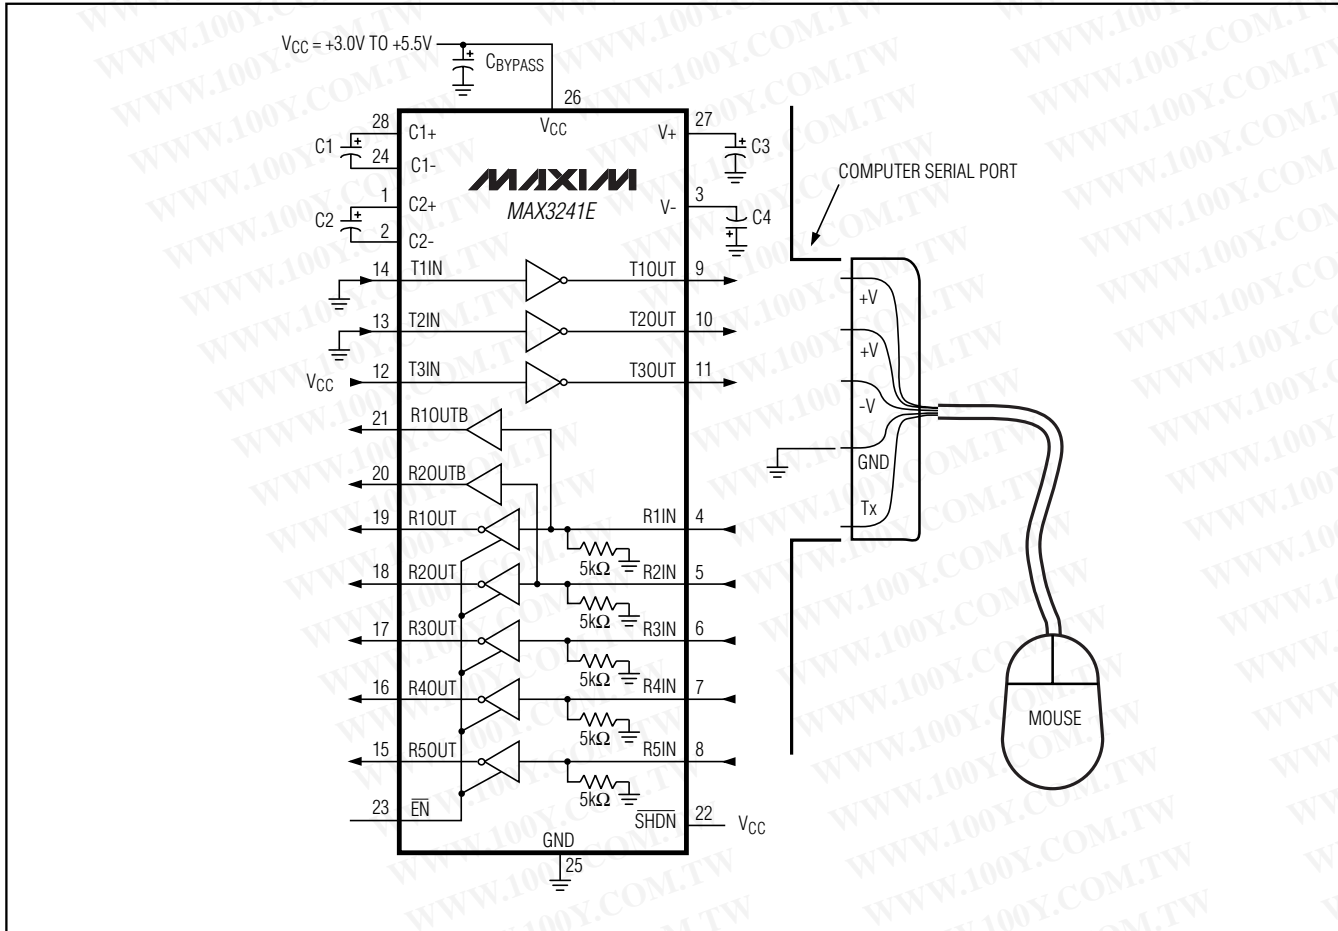 VCC = +3.0V TO +5.5V
CBYPASS
26
VCC
28
C1+
C1
24
C1-
1
C2+
C2
2
C2-
V+
27
C3
V-
3
C4
MAXIM
MAX3241E
COMPUTER SERIAL PORT
14
T1IN
T1OUT
9
13
T2IN
T2OUT
10
VCC
12
T3IN
T3OUT
11
21
R1OUTB
20
R2OUTB
19
R1OUT
R1IN
4
5kΩ
18
R2OUT
R2IN
5
5kΩ
17
R3OUT
R3IN
6
5kΩ
16
R4OUT
R4IN
7
5kΩ
15
R5OUT
R5IN
8
5kΩ
23
EN
SHDN
22
VCC
GND
25
+V
+V
-V
GND
Tx
MOUSE
WWW.100Y.COM.TW